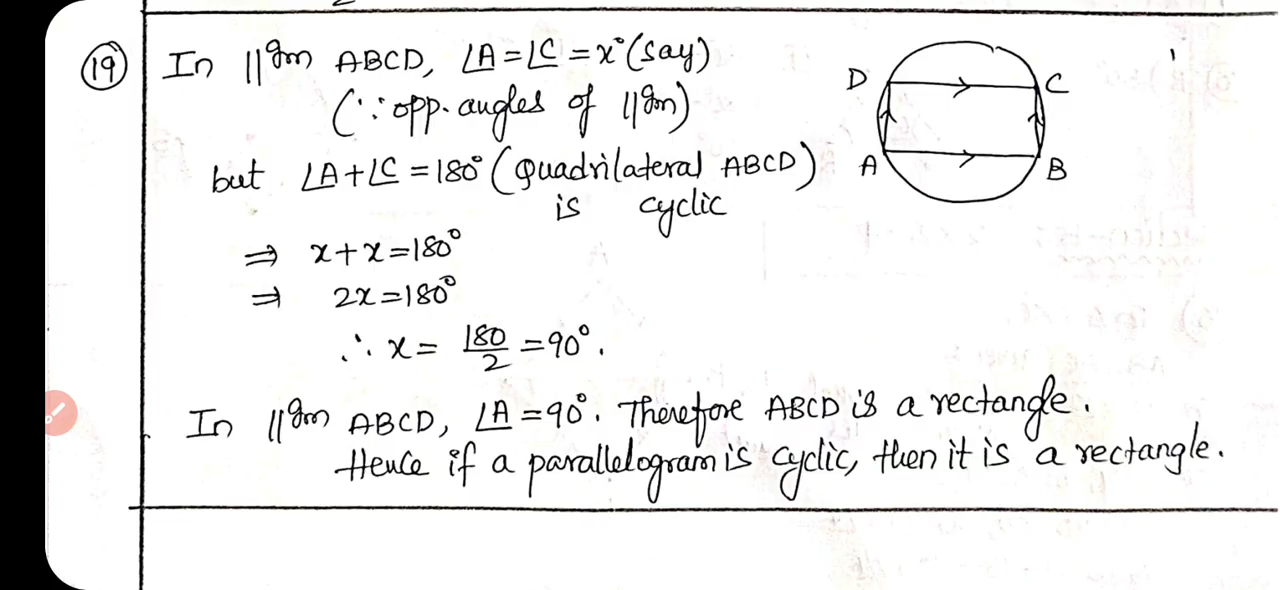 19 In ||gm ABCD, ∠A = ∠C = x° (say)
(∵ opp. angles of ||gm)
but ∠A + ∠C = 180° (Quadrilateral ABCD)
is cyclic
⇒ x + x = 180°
⇒ 2x = 180°
∴ x = 180/2 = 90°.
In ||gm ABCD, ∠A = 90°. Therefore ABCD is a rectangle.
Hence if a parallelogram is cyclic, then it is a rectangle.
D C
A B